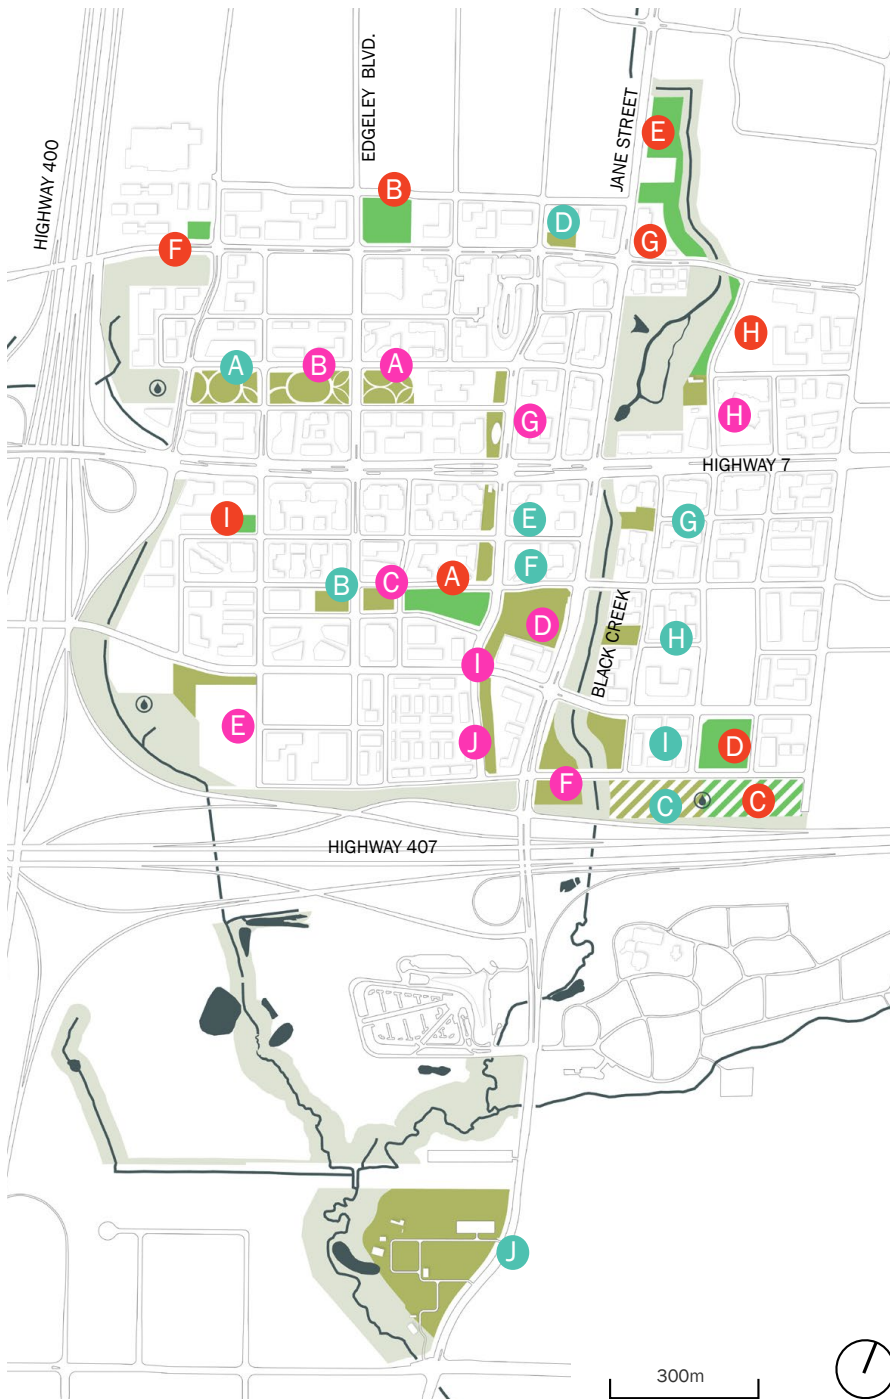 EDGELEY BLVD.
JANE STREET
HIGHWAY 400
E
B
D
G
F
H
A
B
A
H
G
HIGHWAY 7
I
E
G
F
A
B
C
D
H
BLACK CREEK
I
E
J
I
D
F
C
C
HIGHWAY 407
J
300m